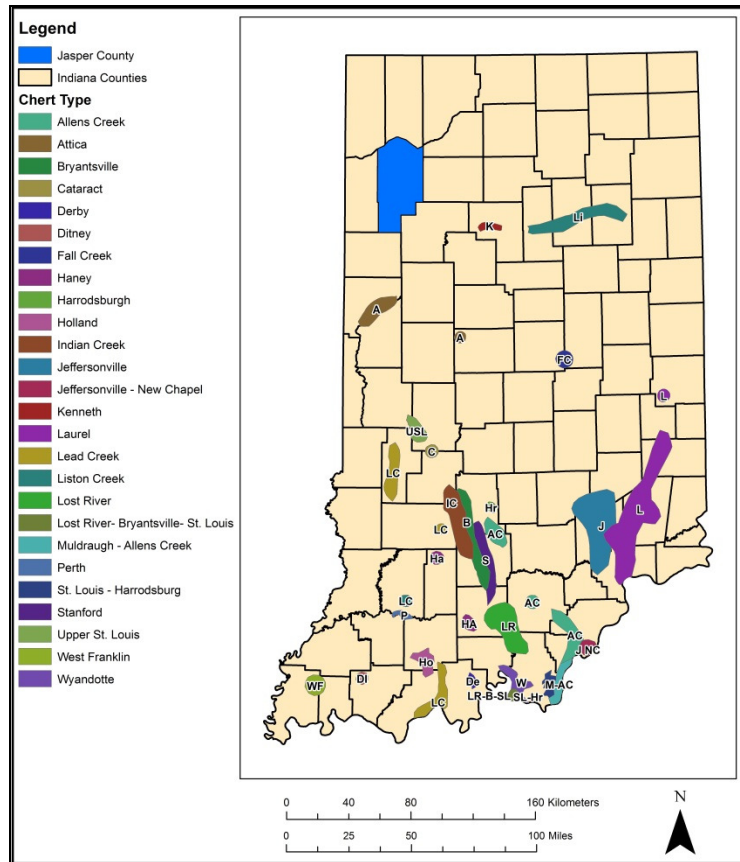 Legend
Jasper County
Indiana Counties
Chert Type
Allens Creek
Attica
Bryantsville
Cataract
Derby
Ditney
Fall Creek
Haney
Harrodsburgh
Holland
Indian Creek
Jeffersonville
Jeffersonville - New Chapel
Kenneth
Laurel
Lead Creek
Liston Creek
Lost River
Lost River- Bryantsville- St. Louis
Muldraugh - Allens Creek
Perth
St. Louis - Harrodsburg
Stanford
Upper St. Louis
West Franklin
Wyandotte
Li
K
A
A
FC
L
USL
C
LC
IC
B
Hr
LC
AC
J
L
Ha
S
LC
AC
P
HA
LR
AC
J NC
Ho
WF
DI
De
W
M-AC
LC
LR-B-SL
SL-Hr
0 40 80 160 Kilometers
0 25 50 100 Miles
N